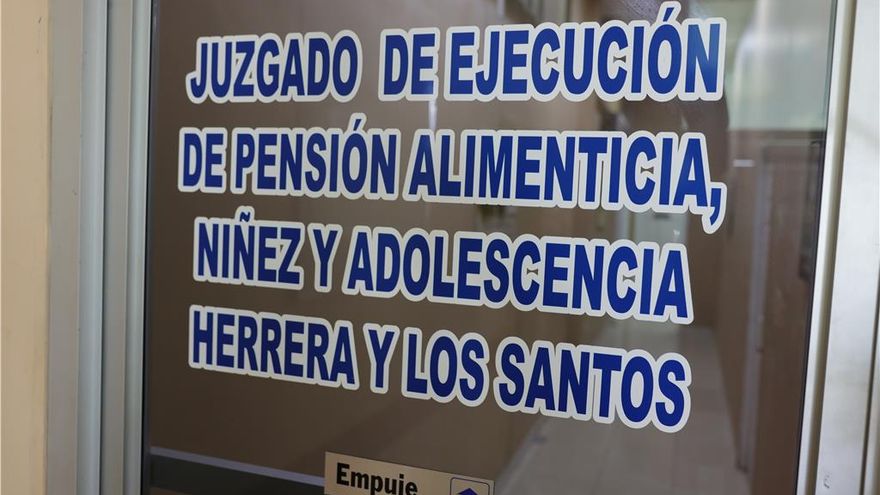 JUZGADO DE EJECUCIÓN
DE PENSIÓN ALIMENTICIA,
NIÑEZ Y ADOLESCENCIA
HERRERA Y LOS SANTOS
Empuje